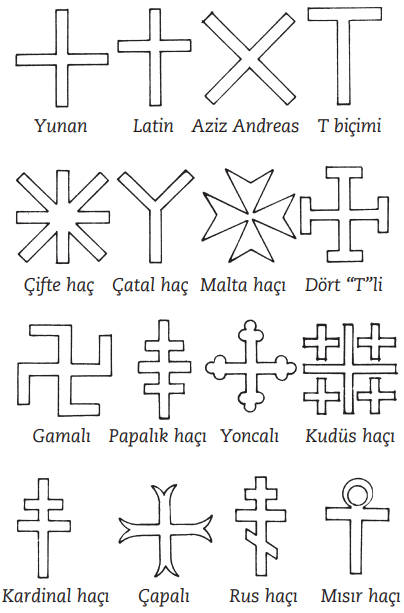 Yunan Latin Aziz Andreas T biçimi
Çifte haç Çatal haç Malta haçı Dört “T”li
Gamalı Papalık haçı Yoncalı Kudüs haçı
Kardinal haçı Çapalı Rus haçı Mısır haçı